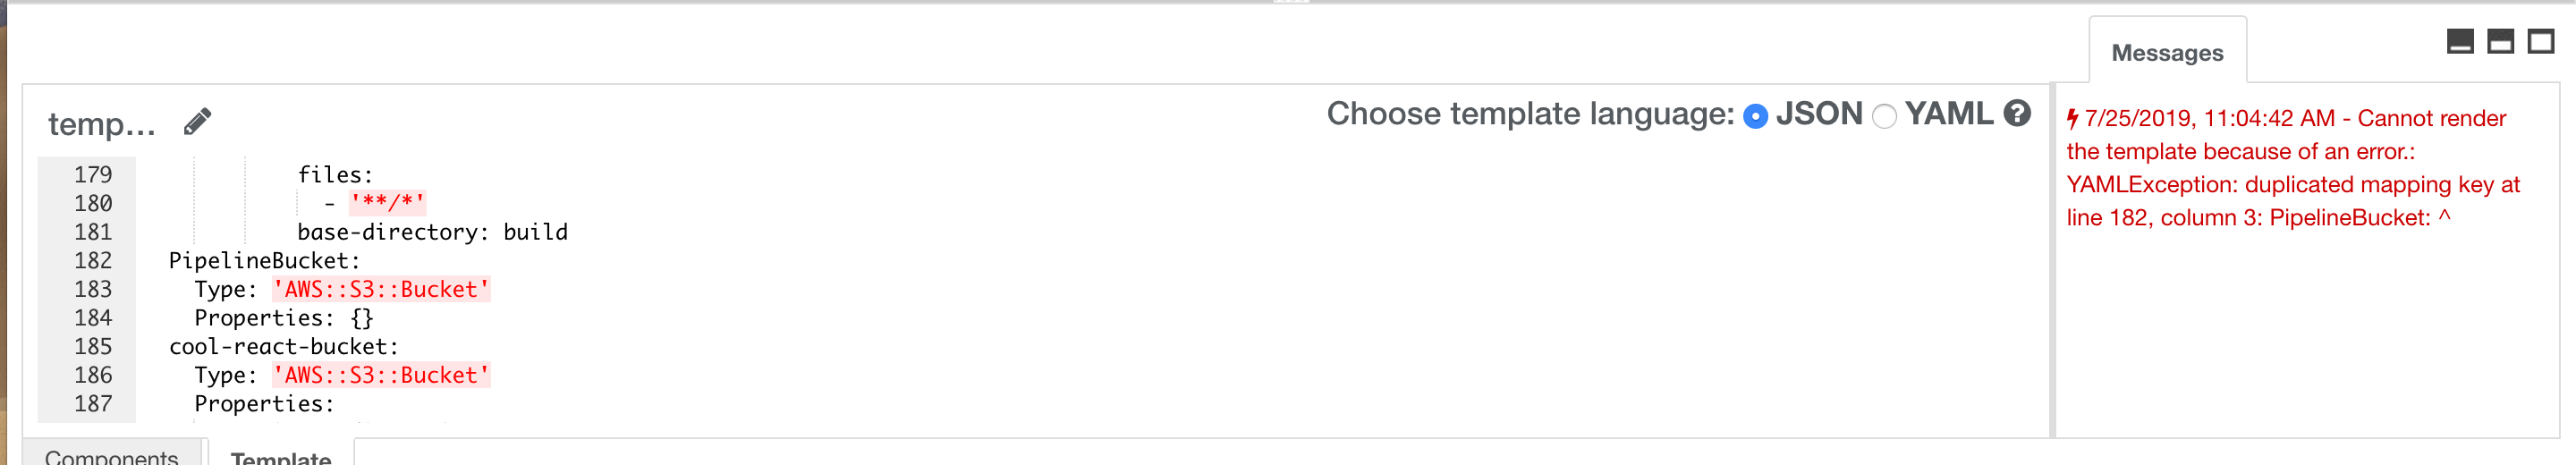 Messages
temp...
Choose template language: JSON YAML
179 files:
180 - '**/*'
181 base-directory: build
182 PipelineBucket:
183 Type: 'AWS::S3::Bucket'
184 Properties: {}
185 cool-react-bucket:
186 Type: 'AWS::S3::Bucket'
187 Properties:
Components Template
7/25/2019, 11:04:42 AM - Cannot render
the template because of an error.:
YAMLException: duplicated mapping key at
line 182, column 3: PipelineBucket: ^